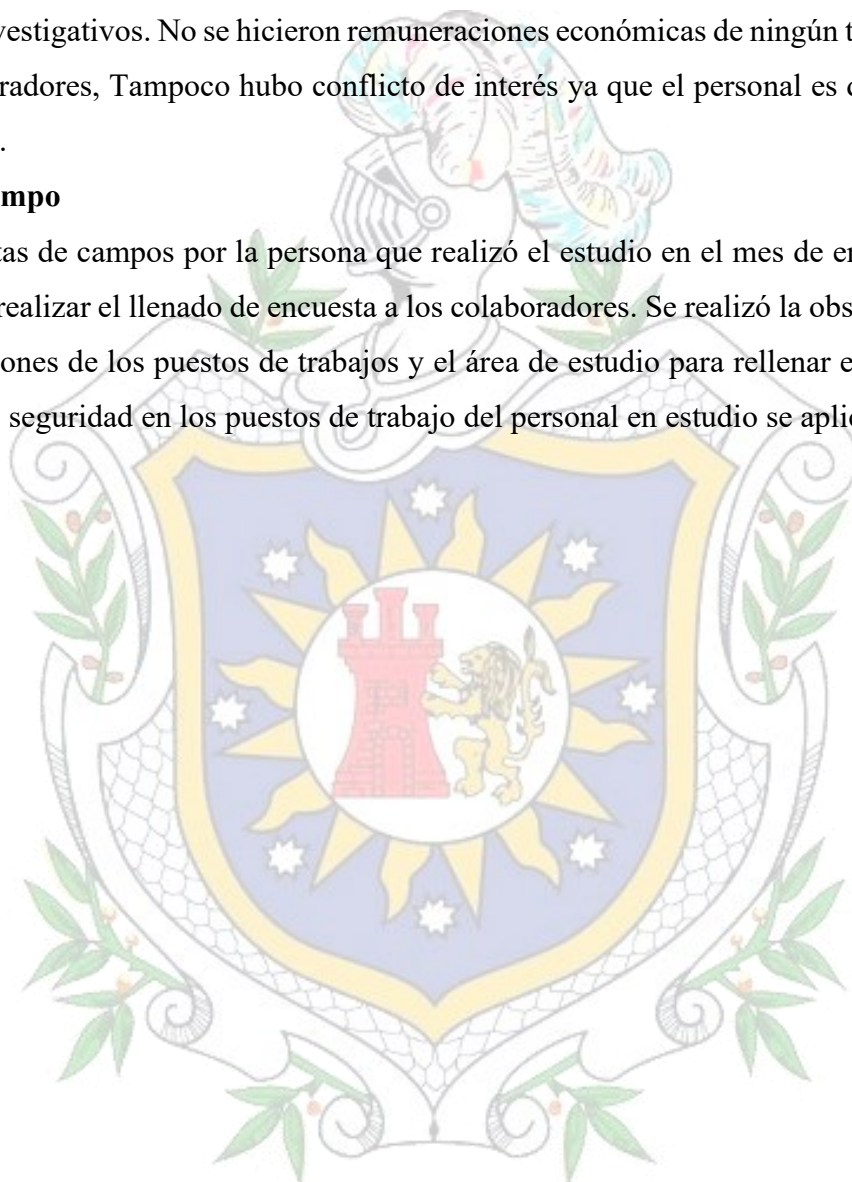 vestigativos. No se hicieron remuneraciones económicas de ningún t
radores, Tampoco hubo conflicto de interés ya que el personal es
.
mpo
tas de campos por la persona que realizó el estudio en el mes de en
realizar el llenado de encuesta a los colaboradores. Se realizó la obs
ones de los puestos de trabajos y el área de estudio para rellenar e
seguridad en los puestos de trabajo del personal en estudio se aplic